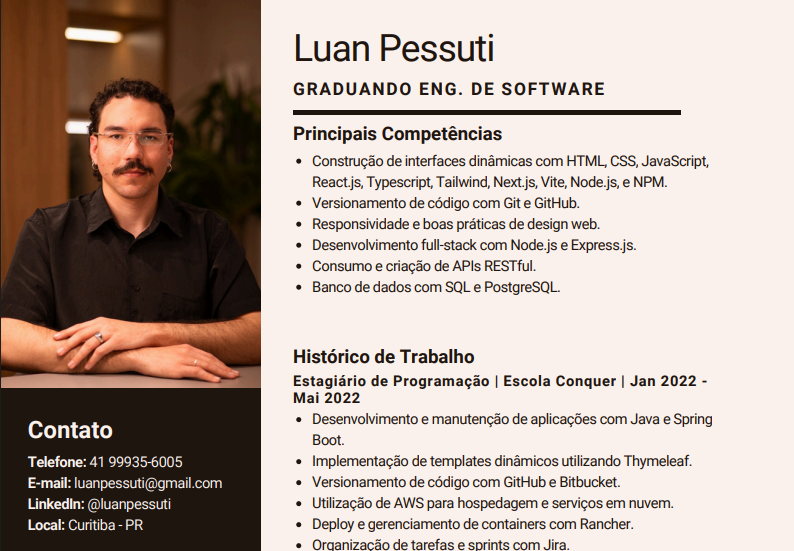 Luan Pessuti
GRADUANDO ENG. DE SOFTWARE
Principais Competências
• Construção de interfaces dinâmicas com HTML, CSS, JavaScript,
React.js, Typescript, Tailwind, Next.js, Vite, Node.js, e NPM.
• Versionamento de código com Git e GitHub.
• Responsividade e boas práticas de design web.
• Desenvolvimento full-stack com Node.js e Express.js.
• Consumo e criação de APIs RESTful.
• Banco de dados com SQL e PostgreSQL.
Histórico de Trabalho
Estagiário de Programação | Escola Conquer | Jan 2022 -
Mai 2022
• Desenvolvimento e manutenção de aplicações com Java e Spring
Boot.
• Implementação de templates dinâmicos utilizando Thymeleaf.
• Versionamento de código com GitHub e Bitbucket.
• Utilização de AWS para hospedagem e serviços em nuvem.
• Deploy e gerenciamento de containers com Rancher.
• Organização de tarefas e sprints com Jira.
Contato
Telefone: 41 99935-6005
E-mail: luanpessuti@gmail.com
LinkedIn: @luanpessuti
Local: Curitiba - PR